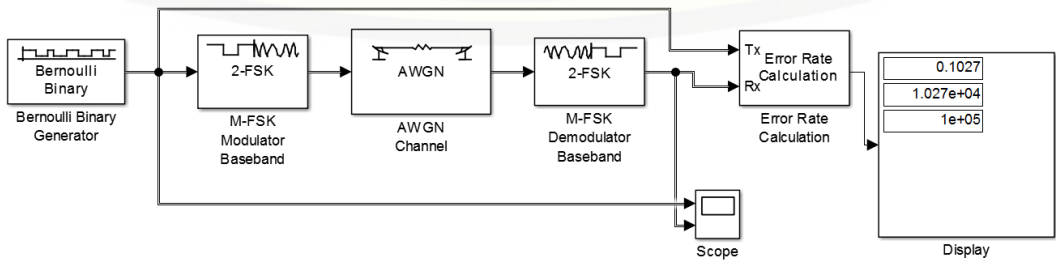 Bernoulli
Binary
Bernoulli Binary
Generator
2-FSK
M-FSK
Modulator
Baseband
AWGN
AWGN
Channel
2-FSK
M-FSK
Demodulator
Baseband
Tx
Rx
Error Rate
Calculation
Error Rate
Calculation
Scope
0.1027
1.027e+04
1e+05
Display